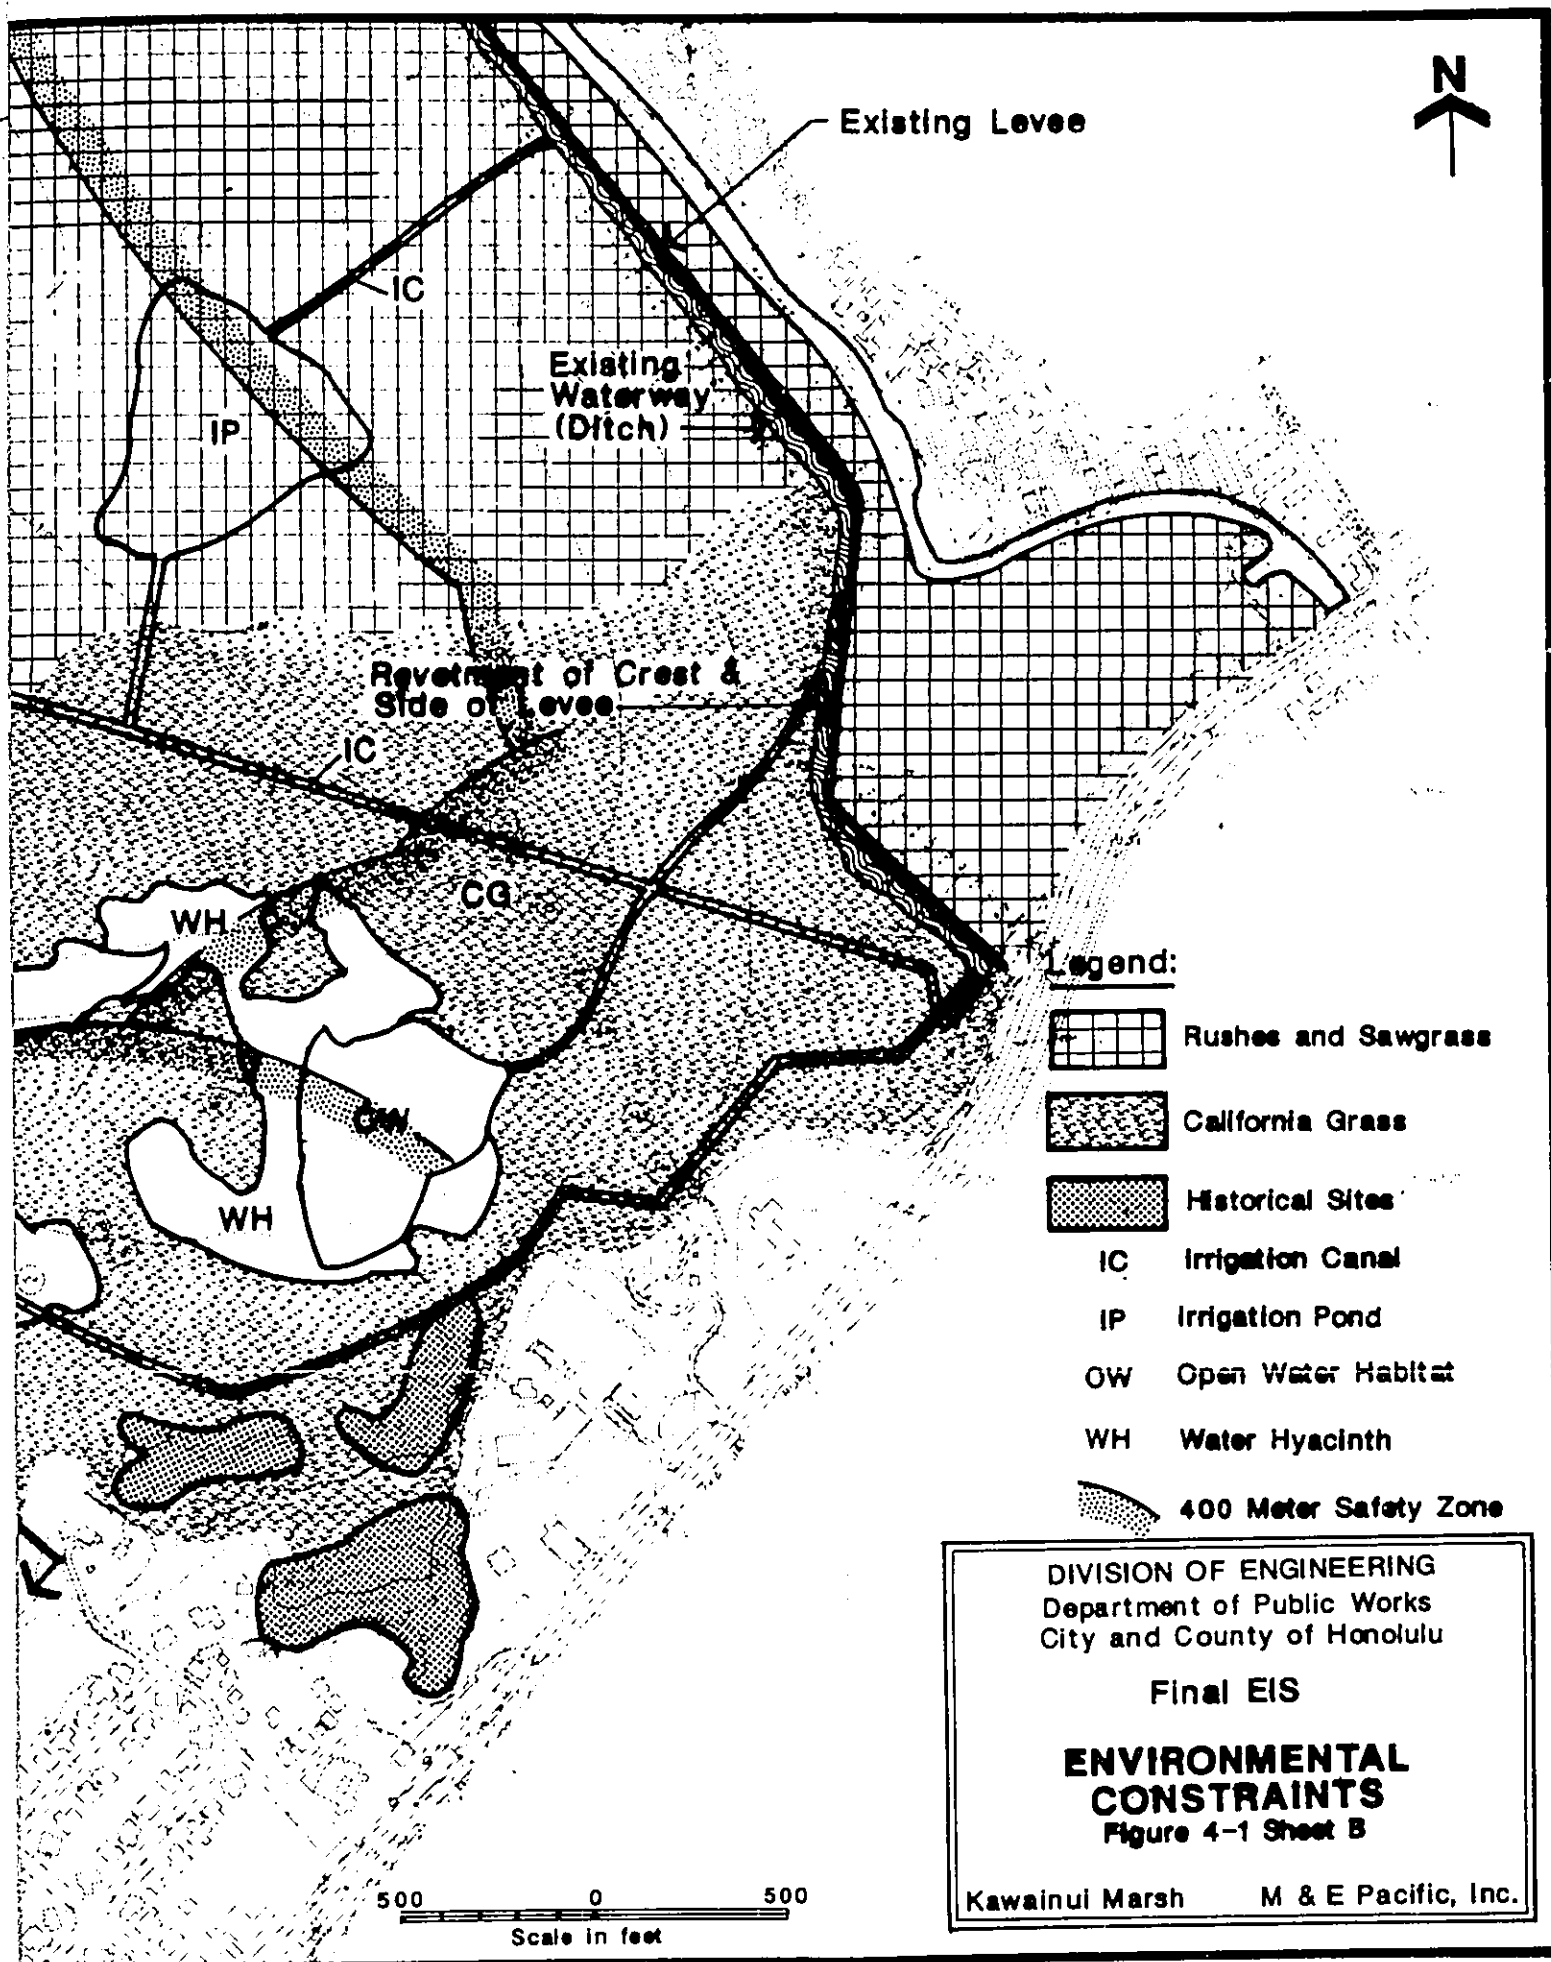 N
Existing Levee
IC
Existing
Waterway
(Ditch)
IP
Revetment of Crest &
Side of Levee
IC
CG
WH
OW
WH
Legend:
Rushes and Sawgrass
California Grass
Historical Sites
IC Irrigation Canal
IP Irrigation Pond
OW Open Water Habitat
WH Water Hyacinth
400 Meter Safety Zone
DIVISION OF ENGINEERING
Department of Public Works
City and County of Honolulu
Final EIS
ENVIRONMENTAL
CONSTRAINTS
Figure 4-1 Sheet B
Kawainui Marsh M & E Pacific, Inc.
500 0 500
Scale in feet